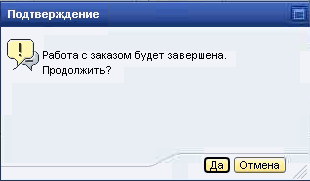 Подтверждение
Работа с заказом будет завершена.
Продолжить?
Да Отмена